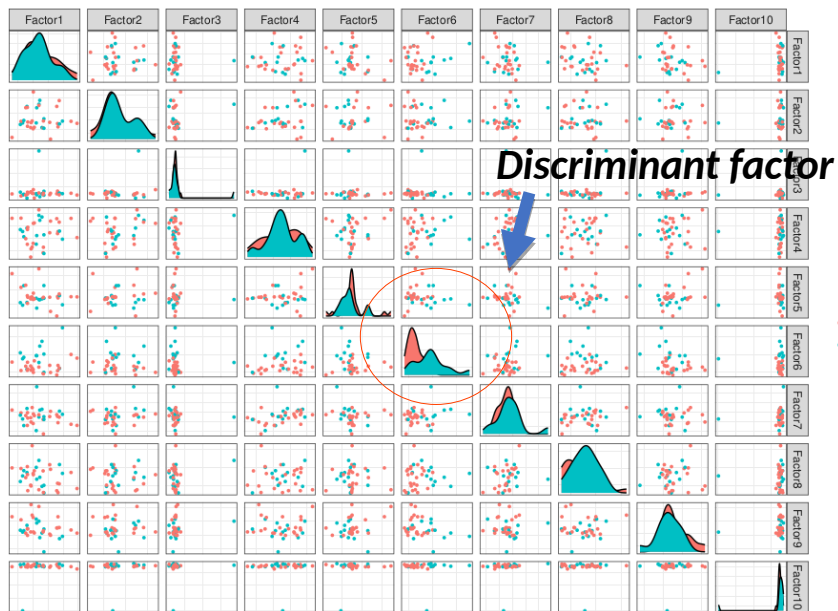 Factor1 Factor2 Factor3 Factor4 Factor5 Factor6 Factor7 Factor8 Factor9 Factor10
Factor1
Factor2
Discriminant factor
Factor4
Factor5
Factor6
Factor7
Factor8
Factor9
Factor10